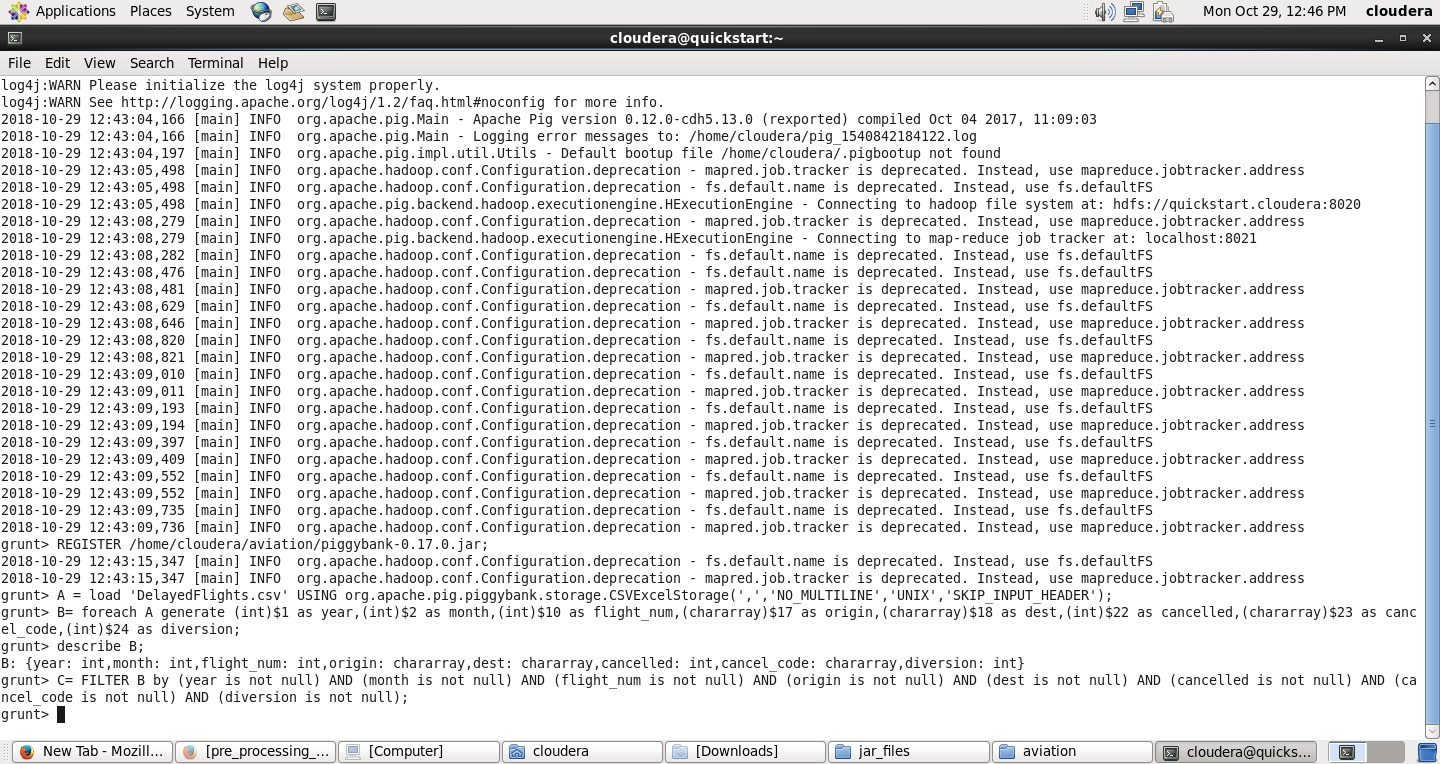 Applications Places System Mon Oct 29, 12:46 PM cloudera
cloudera@quickstart:~
File Edit View Search Terminal Help
log4j:WARN Please initialize the log4j system properly.
log4j:WARN See http://logging.apache.org/log4j/1.2/faq.html#noconfig for more info.
2018-10-29 12:43:04,166 [main] INFO  org.apache.pig.Main - Apache Pig version 0.12.0-cdh5.13.0 (rexported) compiled Oct 04 2017, 11:09:03
2018-10-29 12:43:04,166 [main] INFO  org.apache.pig.Main - Logging error messages to: /home/cloudera/pig_1540842184122.log
2018-10-29 12:43:04,197 [main] INFO  org.apache.pig.impl.util.Utils - Default bootup file /home/cloudera/.pigbootup not found
2018-10-29 12:43:05,498 [main] INFO  org.apache.hadoop.conf.Configuration.deprecation - mapred.job.tracker is deprecated. Instead, use mapreduce.jobtracker.address
2018-10-29 12:43:05,498 [main] INFO  org.apache.hadoop.conf.Configuration.deprecation - fs.default.name is deprecated. Instead, use fs.defaultFS
2018-10-29 12:43:05,498 [main] INFO  org.apache.pig.backend.hadoop.executionengine.HExecutionEngine - Connecting to hadoop file system at: hdfs://quickstart.cloudera:8020
2018-10-29 12:43:08,279 [main] INFO  org.apache.hadoop.conf.Configuration.deprecation - mapred.job.tracker is deprecated. Instead, use mapreduce.jobtracker.address
2018-10-29 12:43:08,279 [main] INFO  org.apache.pig.backend.hadoop.executionengine.HExecutionEngine - Connecting to map-reduce job tracker at: localhost:8021
2018-10-29 12:43:08,282 [main] INFO  org.apache.hadoop.conf.Configuration.deprecation - fs.default.name is deprecated. Instead, use fs.defaultFS
2018-10-29 12:43:08,476 [main] INFO  org.apache.hadoop.conf.Configuration.deprecation - fs.default.name is deprecated. Instead, use fs.defaultFS
2018-10-29 12:43:08,481 [main] INFO  org.apache.hadoop.conf.Configuration.deprecation - mapred.job.tracker is deprecated. Instead, use mapreduce.jobtracker.address
2018-10-29 12:43:08,629 [main] INFO  org.apache.hadoop.conf.Configuration.deprecation - fs.default.name is deprecated. Instead, use fs.defaultFS
2018-10-29 12:43:08,646 [main] INFO  org.apache.hadoop.conf.Configuration.deprecation - mapred.job.tracker is deprecated. Instead, use mapreduce.jobtracker.address
2018-10-29 12:43:08,820 [main] INFO  org.apache.hadoop.conf.Configuration.deprecation - fs.default.name is deprecated. Instead, use fs.defaultFS
2018-10-29 12:43:08,821 [main] INFO  org.apache.hadoop.conf.Configuration.deprecation - mapred.job.tracker is deprecated. Instead, use mapreduce.jobtracker.address
2018-10-29 12:43:09,010 [main] INFO  org.apache.hadoop.conf.Configuration.deprecation - fs.default.name is deprecated. Instead, use fs.defaultFS
2018-10-29 12:43:09,011 [main] INFO  org.apache.hadoop.conf.Configuration.deprecation - mapred.job.tracker is deprecated. Instead, use mapreduce.jobtracker.address
2018-10-29 12:43:09,193 [main] INFO  org.apache.hadoop.conf.Configuration.deprecation - fs.default.name is deprecated. Instead, use fs.defaultFS
2018-10-29 12:43:09,194 [main] INFO  org.apache.hadoop.conf.Configuration.deprecation - mapred.job.tracker is deprecated. Instead, use mapreduce.jobtracker.address
2018-10-29 12:43:09,397 [main] INFO  org.apache.hadoop.conf.Configuration.deprecation - fs.default.name is deprecated. Instead, use fs.defaultFS
2018-10-29 12:43:09,409 [main] INFO  org.apache.hadoop.conf.Configuration.deprecation - mapred.job.tracker is deprecated. Instead, use mapreduce.jobtracker.address
2018-10-29 12:43:09,552 [main] INFO  org.apache.hadoop.conf.Configuration.deprecation - fs.default.name is deprecated. Instead, use fs.defaultFS
2018-10-29 12:43:09,552 [main] INFO  org.apache.hadoop.conf.Configuration.deprecation - mapred.job.tracker is deprecated. Instead, use mapreduce.jobtracker.address
2018-10-29 12:43:09,735 [main] INFO  org.apache.hadoop.conf.Configuration.deprecation - fs.default.name is deprecated. Instead, use fs.defaultFS
2018-10-29 12:43:09,736 [main] INFO  org.apache.hadoop.conf.Configuration.deprecation - mapred.job.tracker is deprecated. Instead, use mapreduce.jobtracker.address
grunt> REGISTER /home/cloudera/aviation/piggybank-0.17.0.jar;
2018-10-29 12:43:15,347 [main] INFO  org.apache.hadoop.conf.Configuration.deprecation - fs.default.name is deprecated. Instead, use fs.defaultFS
2018-10-29 12:43:15,347 [main] INFO  org.apache.hadoop.conf.Configuration.deprecation - mapred.job.tracker is deprecated. Instead, use mapreduce.jobtracker.address
grunt> A = load 'DelayedFlights.csv' USING org.apache.pig.piggybank.storage.CSVExcelStorage(',','NO_MULTILINE','UNIX','SKIP_INPUT_HEADER');
grunt> B= foreach A generate (int)$1 as year,(int)$2 as month,(int)$10 as flight_num,(chararray)$17 as origin,(chararray)$18 as dest,(int)$22 as cancelled,(chararray)$23 as canc
el_code,(int)$24 as diversion;
grunt> describe B;
B: {year: int,month: int,flight_num: int,origin: chararray,dest: chararray,cancelled: int,cancel_code: chararray,diversion: int}
grunt> C= FILTER B by (year is not null) AND (month is not null) AND (flight_num is not null) AND (origin is not null) AND (dest is not null) AND (cancelled is not null) AND (ca
ncel_code is not null) AND (diversion is not null);
grunt>
New Tab - Mozill... [pre_processing_... [Computer] cloudera [Downloads] jar_files aviation cloudera@quicks...